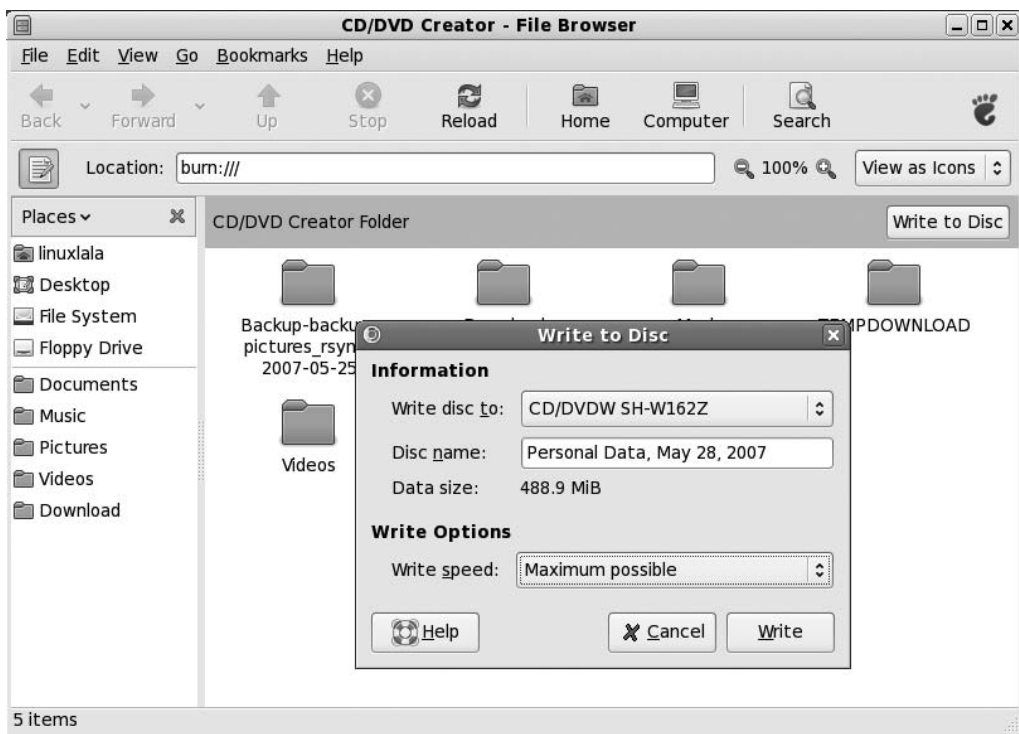 CD/DVD Creator - File Browser
File Edit View Go Bookmarks Help
Back Forward Up Stop Reload Home Computer Search
Location: burn:/// 100% View as Icons
Places
CD/DVD Creator Folder Write to Disc
linuxlala
Desktop
File System
Floppy Drive
Documents
Music
Pictures
Videos
Download
Backup-backu
pictures_rsyn
2007-05-25
MPDOWNLOAD
Videos
Write to Disc
Information
Write disc to: CD/DVDW SH-W162Z
Disc name: Personal Data, May 28, 2007
Data size: 488.9 MiB
Write Options
Write speed: Maximum possible
Help Cancel Write
5 items